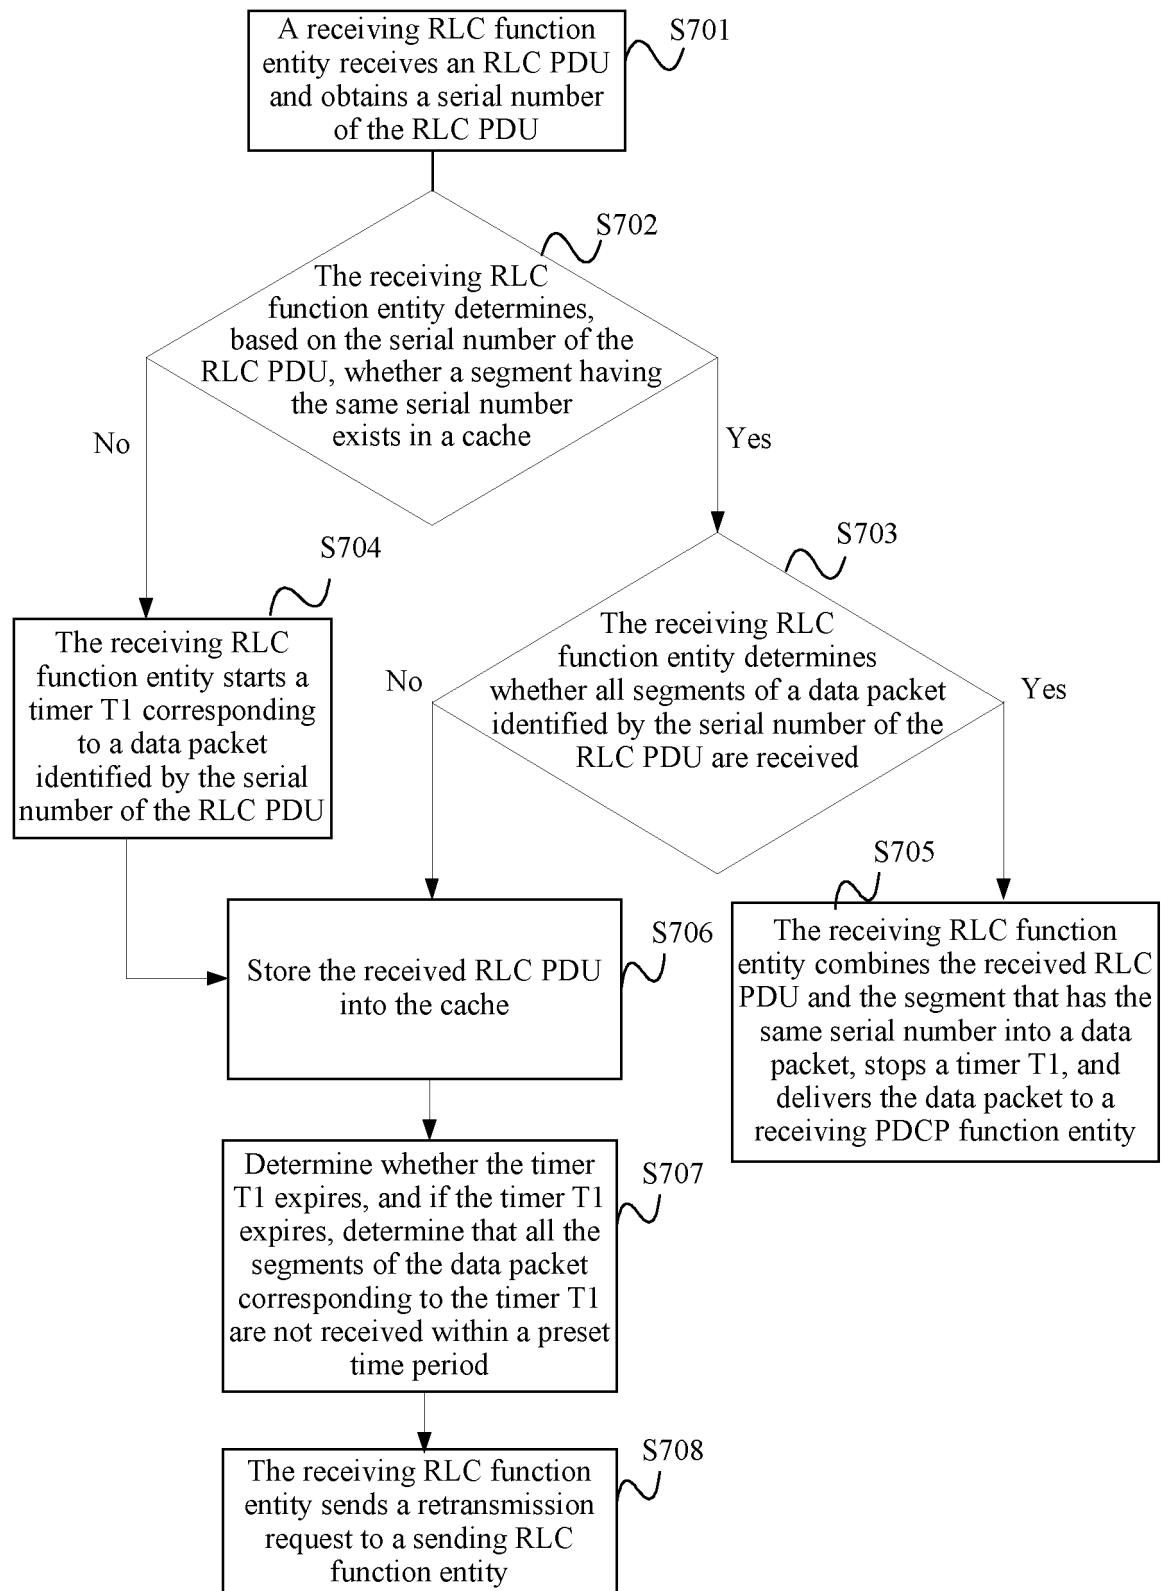 A receiving RLC function
entity receives an RLC PDU
and obtains a serial number
of the RLC PDU
S701
S702
The receiving RLC
function entity determines,
based on the serial number of the
RLC PDU, whether a segment having
the same serial number
exists in a cache
No
Yes
S704
S703
The receiving RLC
function entity starts a
timer T1 corresponding
to a data packet
identified by the serial
number of the RLC PDU
The receiving RLC
function entity determines
whether all segments of a data packet
identified by the serial number of the
RLC PDU are received
No
Yes
S705
S706
Store the received RLC PDU
into the cache
The receiving RLC function
entity combines the received RLC
PDU and the segment that has the
same serial number into a data
packet, stops a timer T1, and
delivers the data packet to a
receiving PDCP function entity
Determine whether the timer
T1 expires, and if the timer T1
expires, determine that all the
segments of the data packet
corresponding to the timer T1
are not received within a preset
time period
S707
S708
The receiving RLC function
entity sends a retransmission
request to a sending RLC
function entity